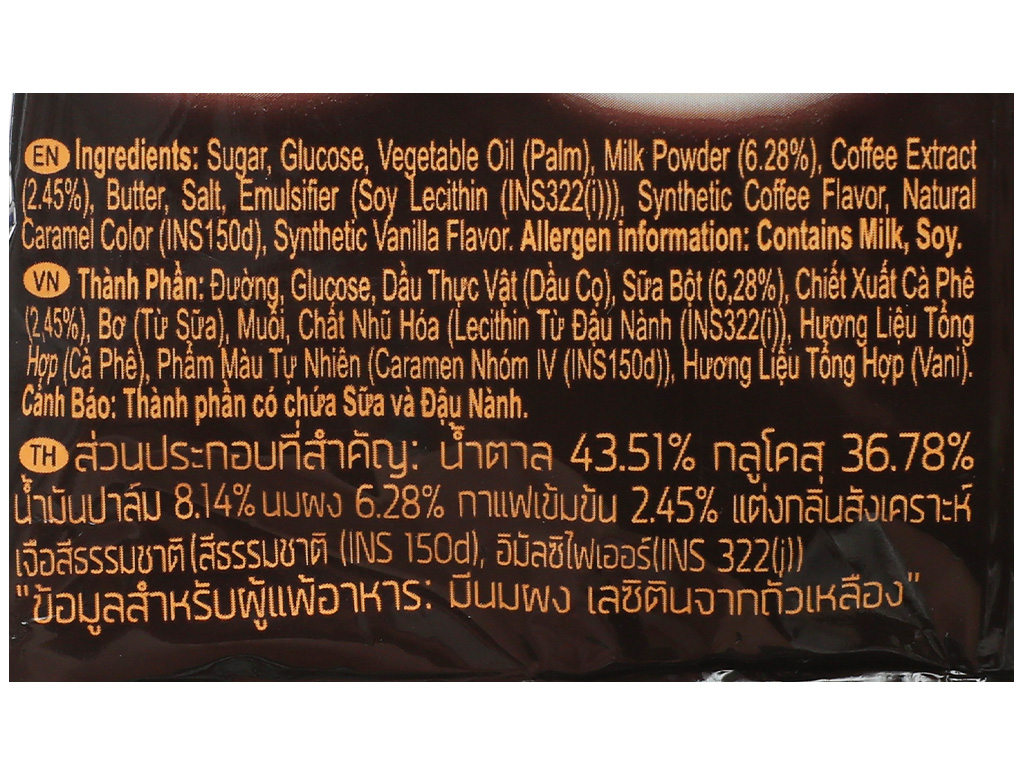 EN Ingredients: Sugar, Glucose, Vegetable Oil (Palm), Milk Powder (6.28%), Coffee Extract
(2.45%), Butter, Salt, Emulsifier (Soy Lecithin (INS322(i))), Synthetic Coffee Flavor, Natural
Caramel Color (INS150d), Synthetic Vanilla Flavor. Allergen information: Contains Milk, Soy.
VN Thành Phần: Đường, Glucose, Dầu Thực Vật (Dầu Cọ), Sữa Bột (6,28%), Chiết Xuất Cà Phê
(2,45%), Bơ (Từ Sữa), Muối, Chất Nhũ Hóa (Lecithin Từ Đậu Nành (INS322(i)), Hương Liệu Tổng
Hợp (Cà Phê), Phẩm Màu Tự Nhiên (Caramen Nhóm IV (INS150d)), Hương Liệu Tổng Hợp (Vani).
Cảnh Báo: Thành phần có chứa Sữa và Đậu Nành.
TH ส่วนประกอบที่สำคัญ: น้ำตาล 43.51% กลูโคส 36.78%
น้ำมันปาล์ม 8.14% นมผง 6.28% กาแฟเข้มข้น 2.45% แต่งกลิ่นสังเคราะห์
เจือสีธรรมชาติ (สีธรรมชาติ (INS 150d), อิมัลซิไฟเออร์(INS 322(i))
"ข้อมูลสำหรับผู้แพ้อาหาร: มีนมผง เลซิตินจากถั่วเหลือง"